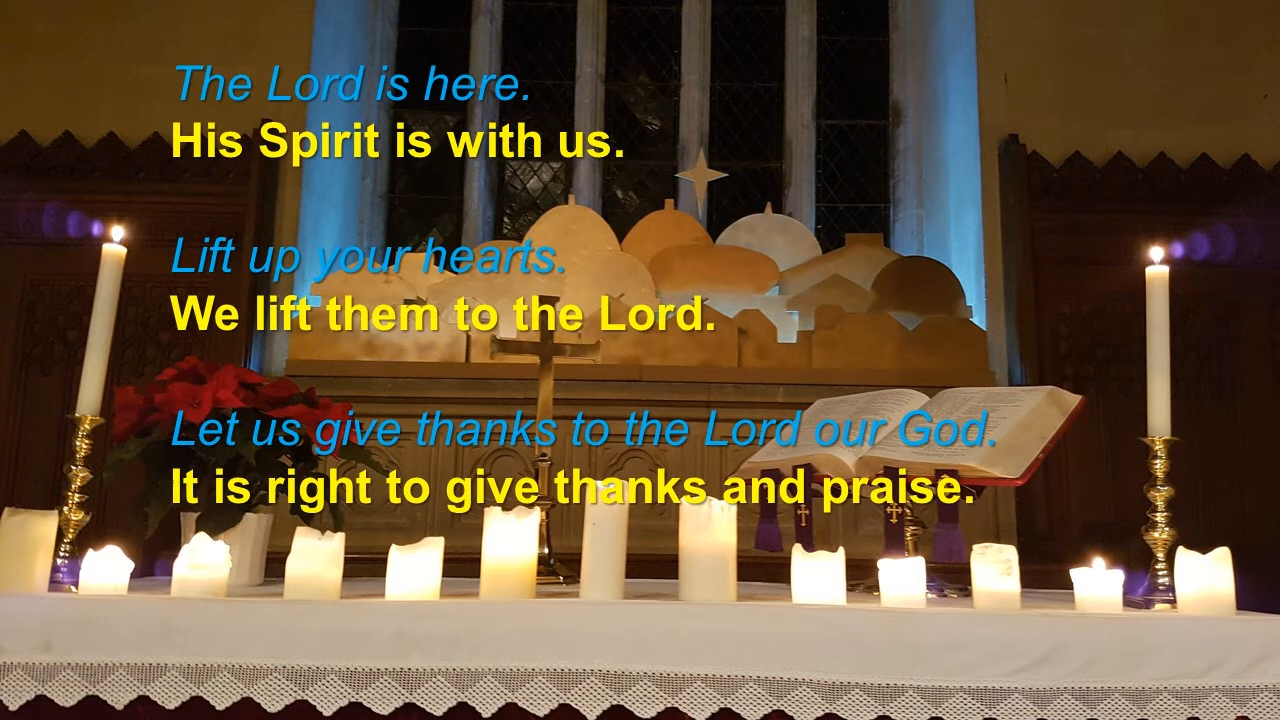 The Lord is here.
His Spirit is with us.
Lift up your hearts.
We lift them to the Lord.
Let us give thanks to the Lord our God.
It is right to give thanks and praise.